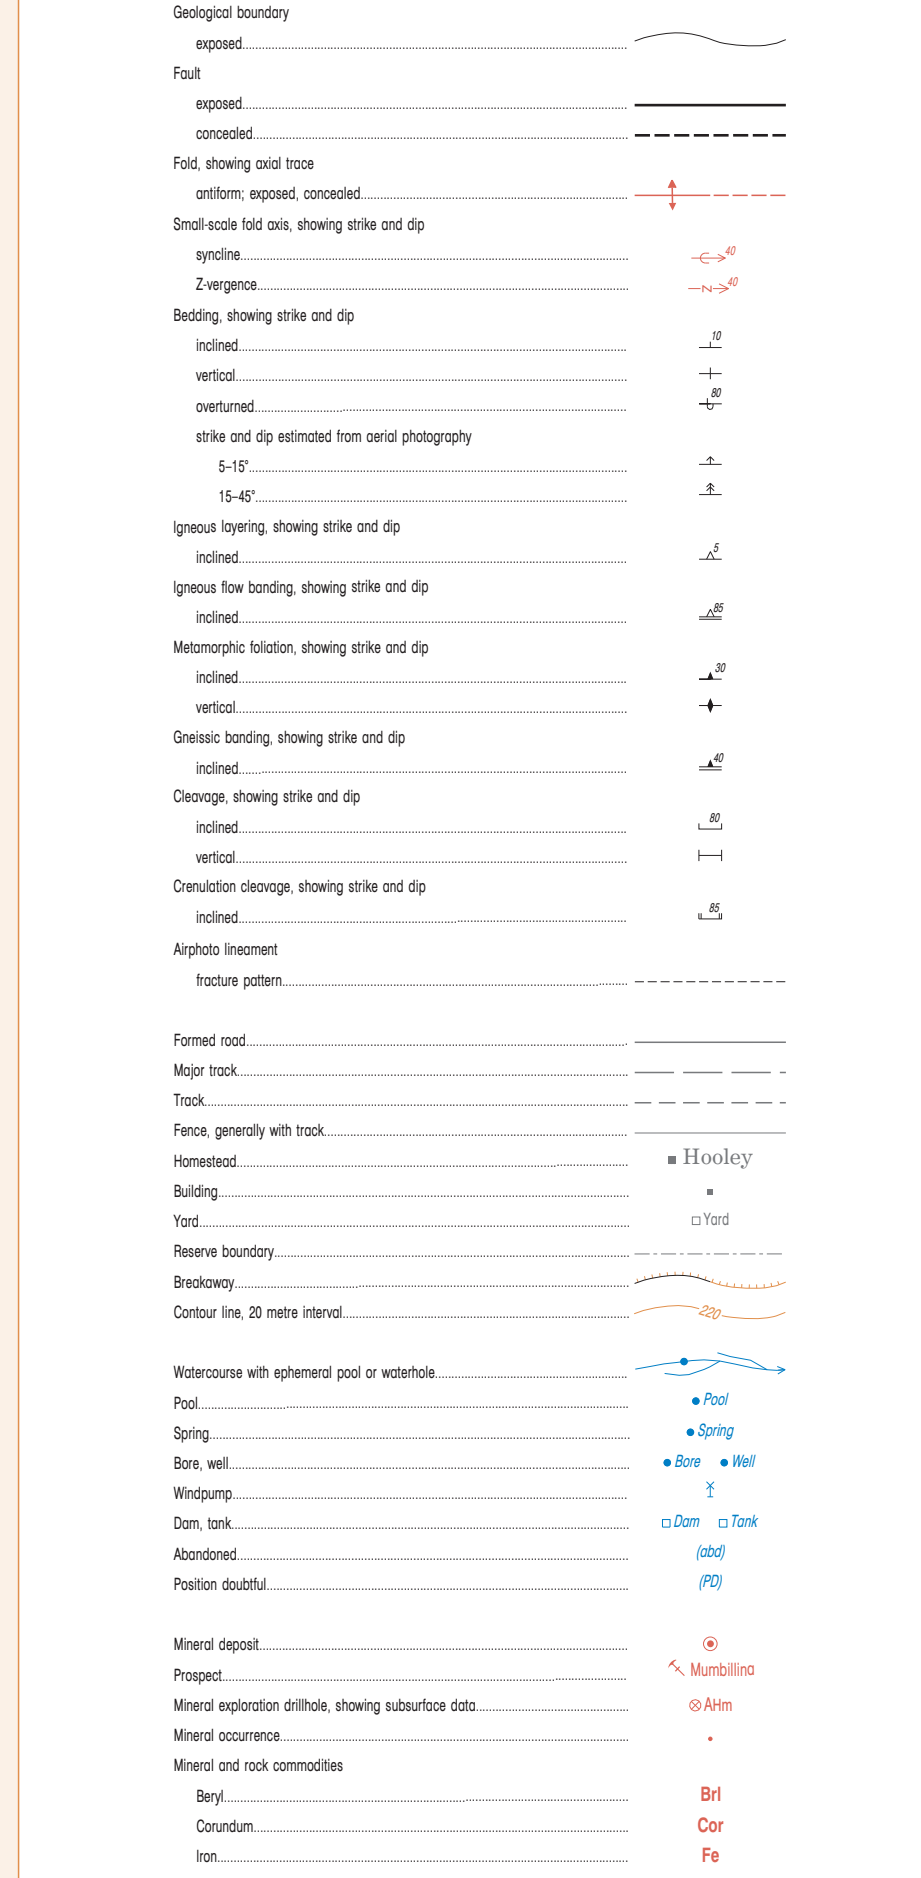 Geological boundary
exposed
Fault
exposed
concealed
Fold, showing axial trace
antiform; exposed, concealed
Small-scale fold axis, showing strike and dip
syncline 40
Z-vergence Z 40
Bedding, showing strike and dip
inclined 10
vertical
overturned 80
strike and dip estimated from aerial photography
5–15°
15–45°
Igneous layering, showing strike and dip
inclined 5
Igneous flow banding, showing strike and dip
inclined 85
Metamorphic foliation, showing strike and dip
inclined 30
vertical
Gneissic banding, showing strike and dip
inclined 40
Cleavage, showing strike and dip
inclined 80
vertical
Crenulation cleavage, showing strike and dip
inclined 85
Airphoto lineament
fracture pattern
Formed road
Major track
Track
Fence, generally with track
Homestead Hooley
Building
Yard Yard
Reserve boundary
Breakaway
Contour line, 20 metre interval 220
Watercourse with ephemeral pool or waterhole
Pool Pool
Spring Spring
Bore, well Bore Well
Windpump
Dam, tank Dam Tank
Abandoned (abd)
Position doubtful (PD)
Mineral deposit
Prospect Mumbillina
Mineral exploration drillhole, showing subsurface data AHm
Mineral occurrence
Mineral and rock commodities
Beryl Brl
Corundum Cor
Iron Fe